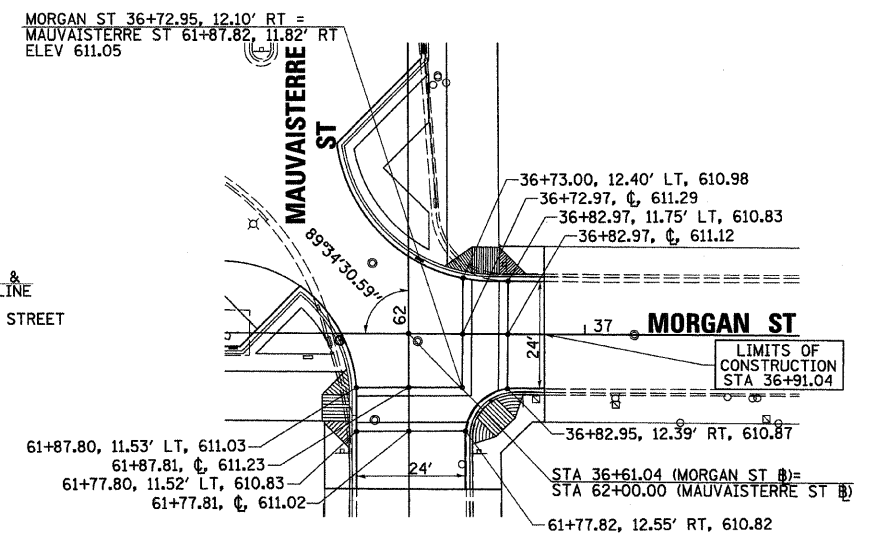 MORGAN ST 36+72.95, 12.10' RT =
MAUVAISTERRE ST 61+87.82, 11.82' RT
ELEV 611.05
MAUVAISTERRE
ST
36+73.00, 12.40' LT, 610.98
36+72.97, ℄, 611.29
36+82.97, 11.75' LT, 610.83
36+82.97, ℄, 611.12
89°34'30.59"
&
LINE
STREET
62
37
MORGAN ST
24'
LIMITS OF
CONSTRUCTION
STA 36+91.04
36+82.95, 12.39' RT, 610.87
61+87.80, 11.53' LT, 611.03
61+87.81, ℄, 611.23
61+77.80, 11.52' LT, 610.83
61+77.81, ℄, 611.02
24'
STA 36+61.04 (MORGAN ST B)=
STA 62+00.00 (MAUVAISTERRE ST B)
61+77.82, 12.55' RT, 610.82